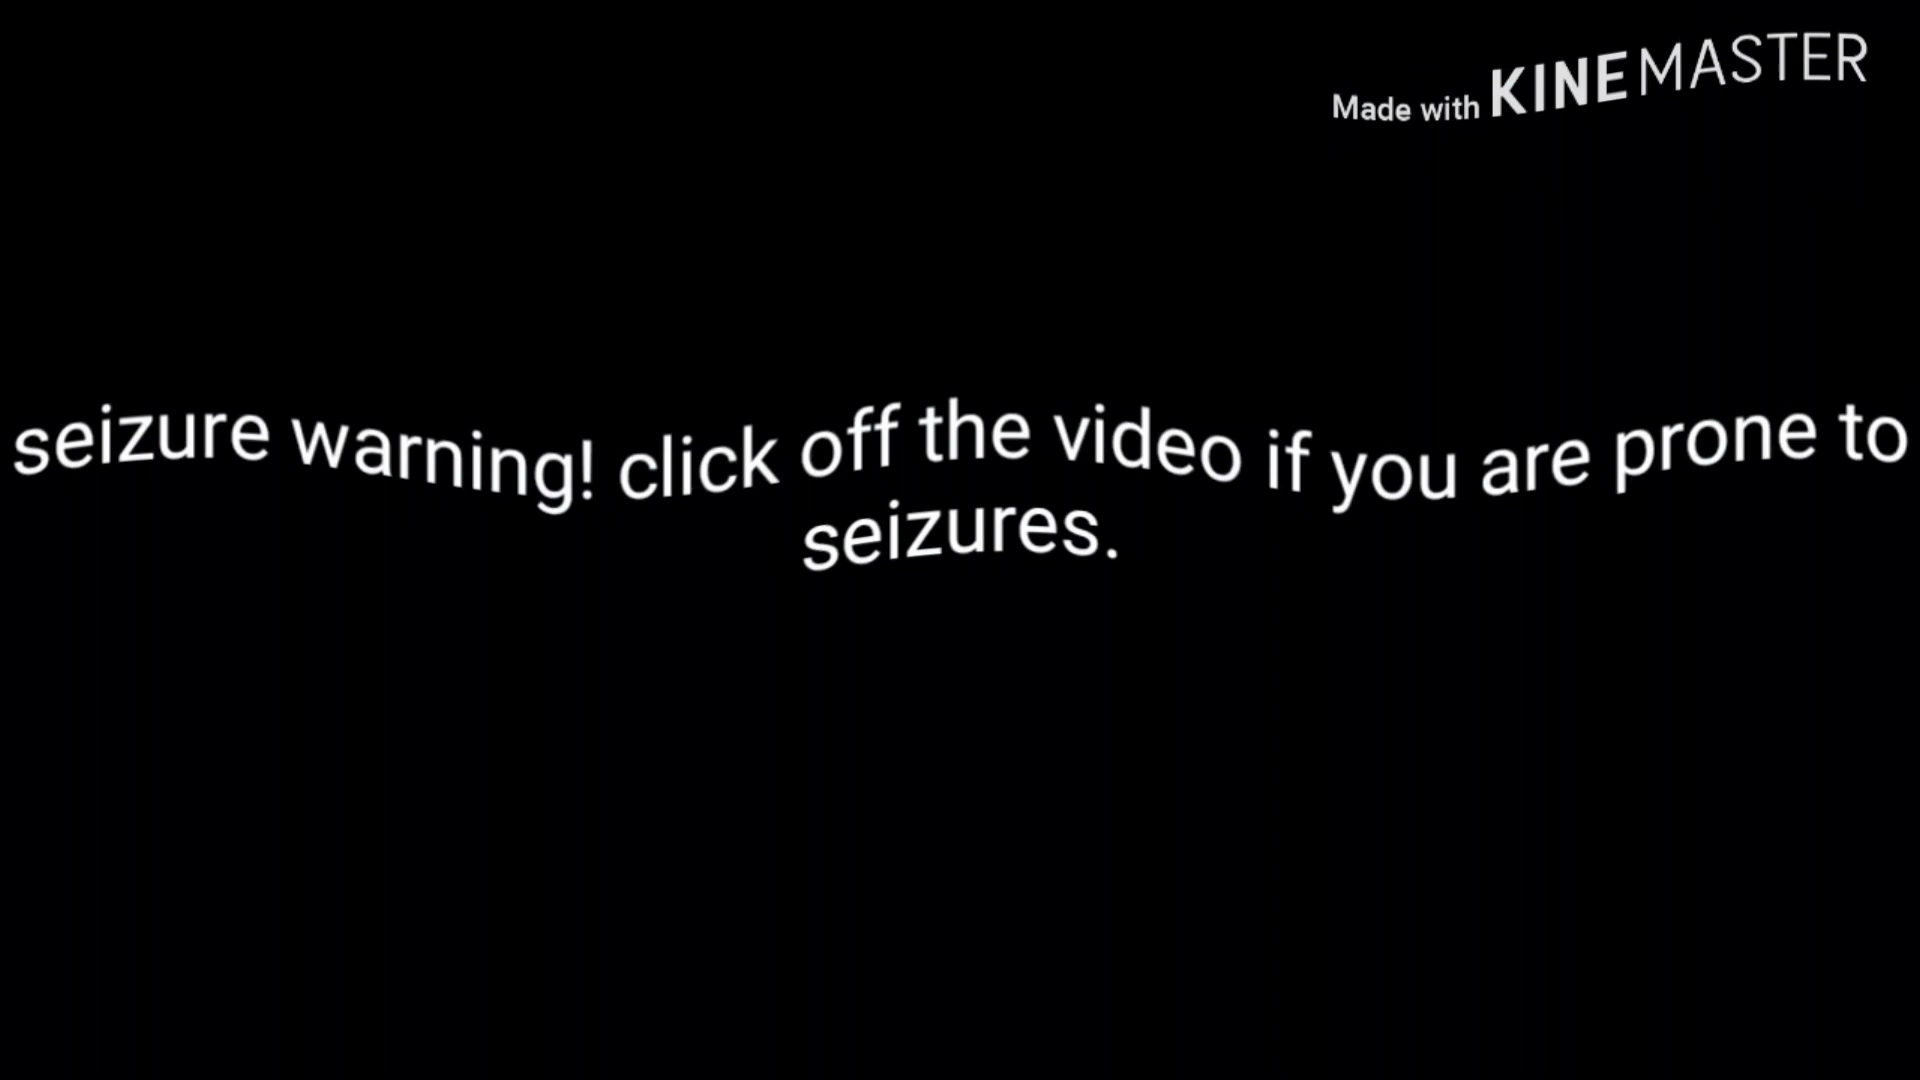 Made with KINEMASTER
seizure warning! click off the video if you are prone to
seizures.